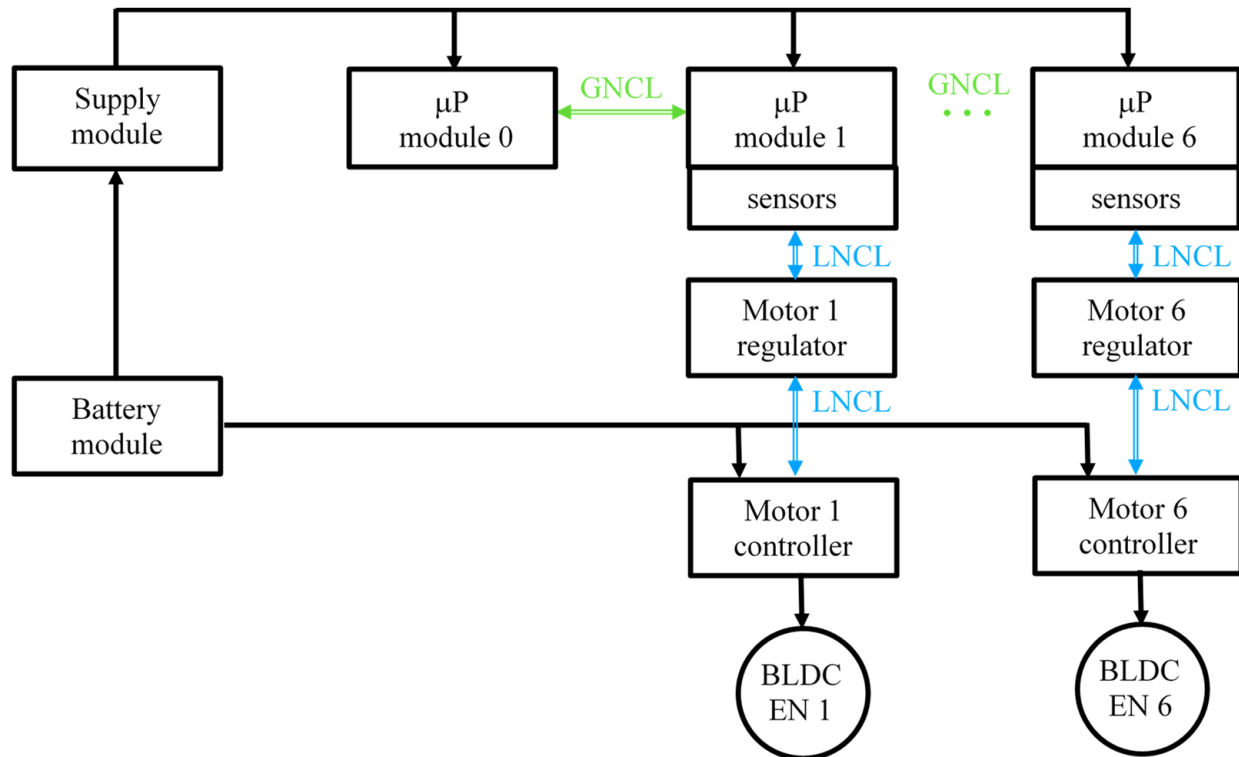 Supply
module
μP
module 0
GNCL
μP
module 1
GNCL
...
μP
module 6
sensors
sensors
LNCL
LNCL
Motor 1
regulator
Motor 6
regulator
LNCL
LNCL
Battery
module
Motor 1
controller
Motor 6
controller
BLDC
EN 1
BLDC
EN 6